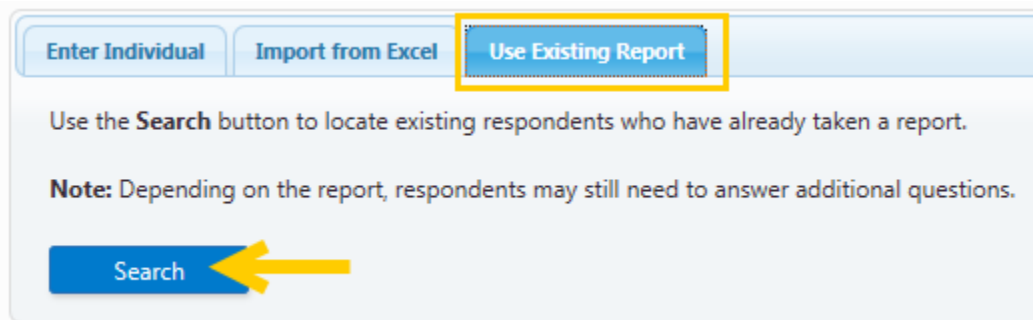 Enter Individual Import from Excel Use Existing Report
Use the Search button to locate existing respondents who have already taken a report.
Note: Depending on the report, respondents may still need to answer additional questions.
Search